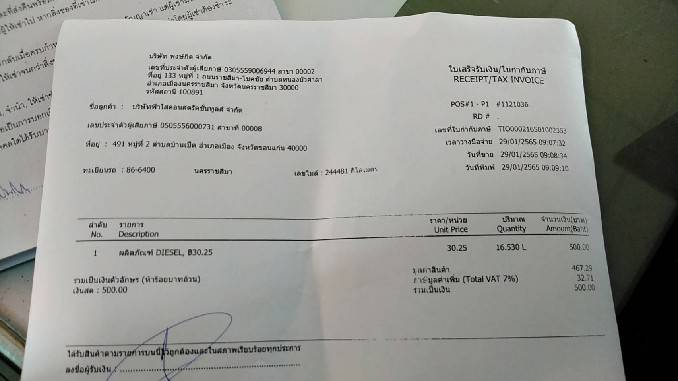 บริษัท พงษ์กิต จำกัด
เลขที่ประจำตัวผู้เสียภาษี 0305559006944 สาขา 00002
ที่อยู่ 133 หมู่ที่ 1 ถนนราชสีมา-โชคชัย ตำบลหนองบัวศาลา
อำเภอเมืองนครราชสีมา จังหวัดนครราชสีมา 30000
รหัสสถานี 100891
ใบเสร็จรับเงิน/ใบกำกับภาษี
RECEIPT/TAX INVOICE
POS#1 - P1 #1121036
RD #
ชื่อลูกค้า : บริษัทฟ้าใสคอนสตรัคชั่นทูลส์ จำกัด
เลขที่ใบกำกับภาษี
เวลาวางมือจ่าย 29/01/2565 09:07:32
วันที่ขาย 29/01/2565 09:08:34
วันที่พิมพ์ 29/01/2565 09:09:10
เลขประจำตัวผู้เสียภาษี 0505556000731 สาขาที่ 00008
ที่อยู่ : 491 หมู่ที่ 2 ตำบลบ้านเป็ด อำเภอเมือง จังหวัดขอนแก่น 40000
ทะเบียนรถ : 86-6400 นครราชสีมา เลขไมล์ : 244481 กิโลเมตร
ลำดับ รายการ ราคา/หน่วย ปริมาณ จำนวนเงิน(บาท)
No. Description Unit Price Quantity Amount(Baht)
1 ผลิตภัณฑ์ DIESEL, ฿30.25 30.25 16.530 L 500.00
มูลค่าสินค้า 467.29
ภาษีมูลค่าเพิ่ม (Total VAT 7%) 32.71
รวมเป็นเงิน 500.00
รวมเป็นเงินตัวอักษร (ห้าร้อยบาทถ้วน)
เงินสด : 500.00
ได้รับสินค้าตามรายการบนนี้ไว้ถูกต้องและในสภาพเรียบร้อยทุกประการ
ลงชื่อผู้รับเงิน :